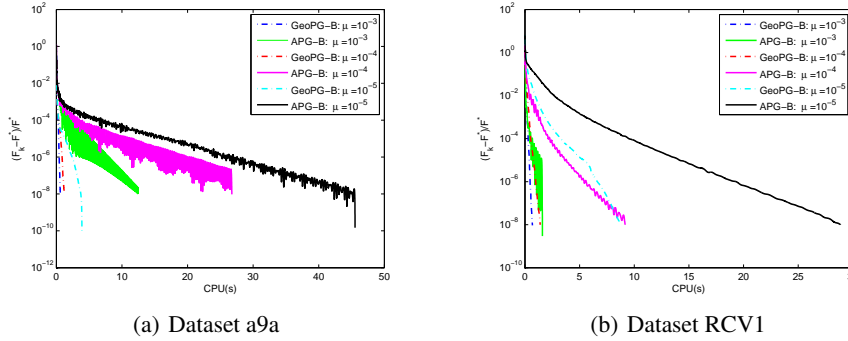 10^2
10^0
10^−2
10^−4
10^−6
10^−8
10^−10
10^−12
(F_k−F^*)/F^*
0 10 20 30 40 50
CPU(s)
GeoPG−B: μ =10^−3
APG−B: μ =10^−3
GeoPG−B: μ =10^−4
APG−B: μ =10^−4
GeoPG−B: μ =10^−5
APG−B: μ =10^−5
(a) Dataset a9a
10^2
10^0
10^−2
10^−4
10^−6
10^−8
10^−10
(F_k−F^*)/F^*
0 5 10 15 20 25
CPU(s)
GeoPG−B: μ =10^−3
APG−B: μ =10^−3
GeoPG−B: μ =10^−4
APG−B: μ =10^−4
GeoPG−B: μ =10^−5
APG−B: μ =10^−5
(b) Dataset RCV1